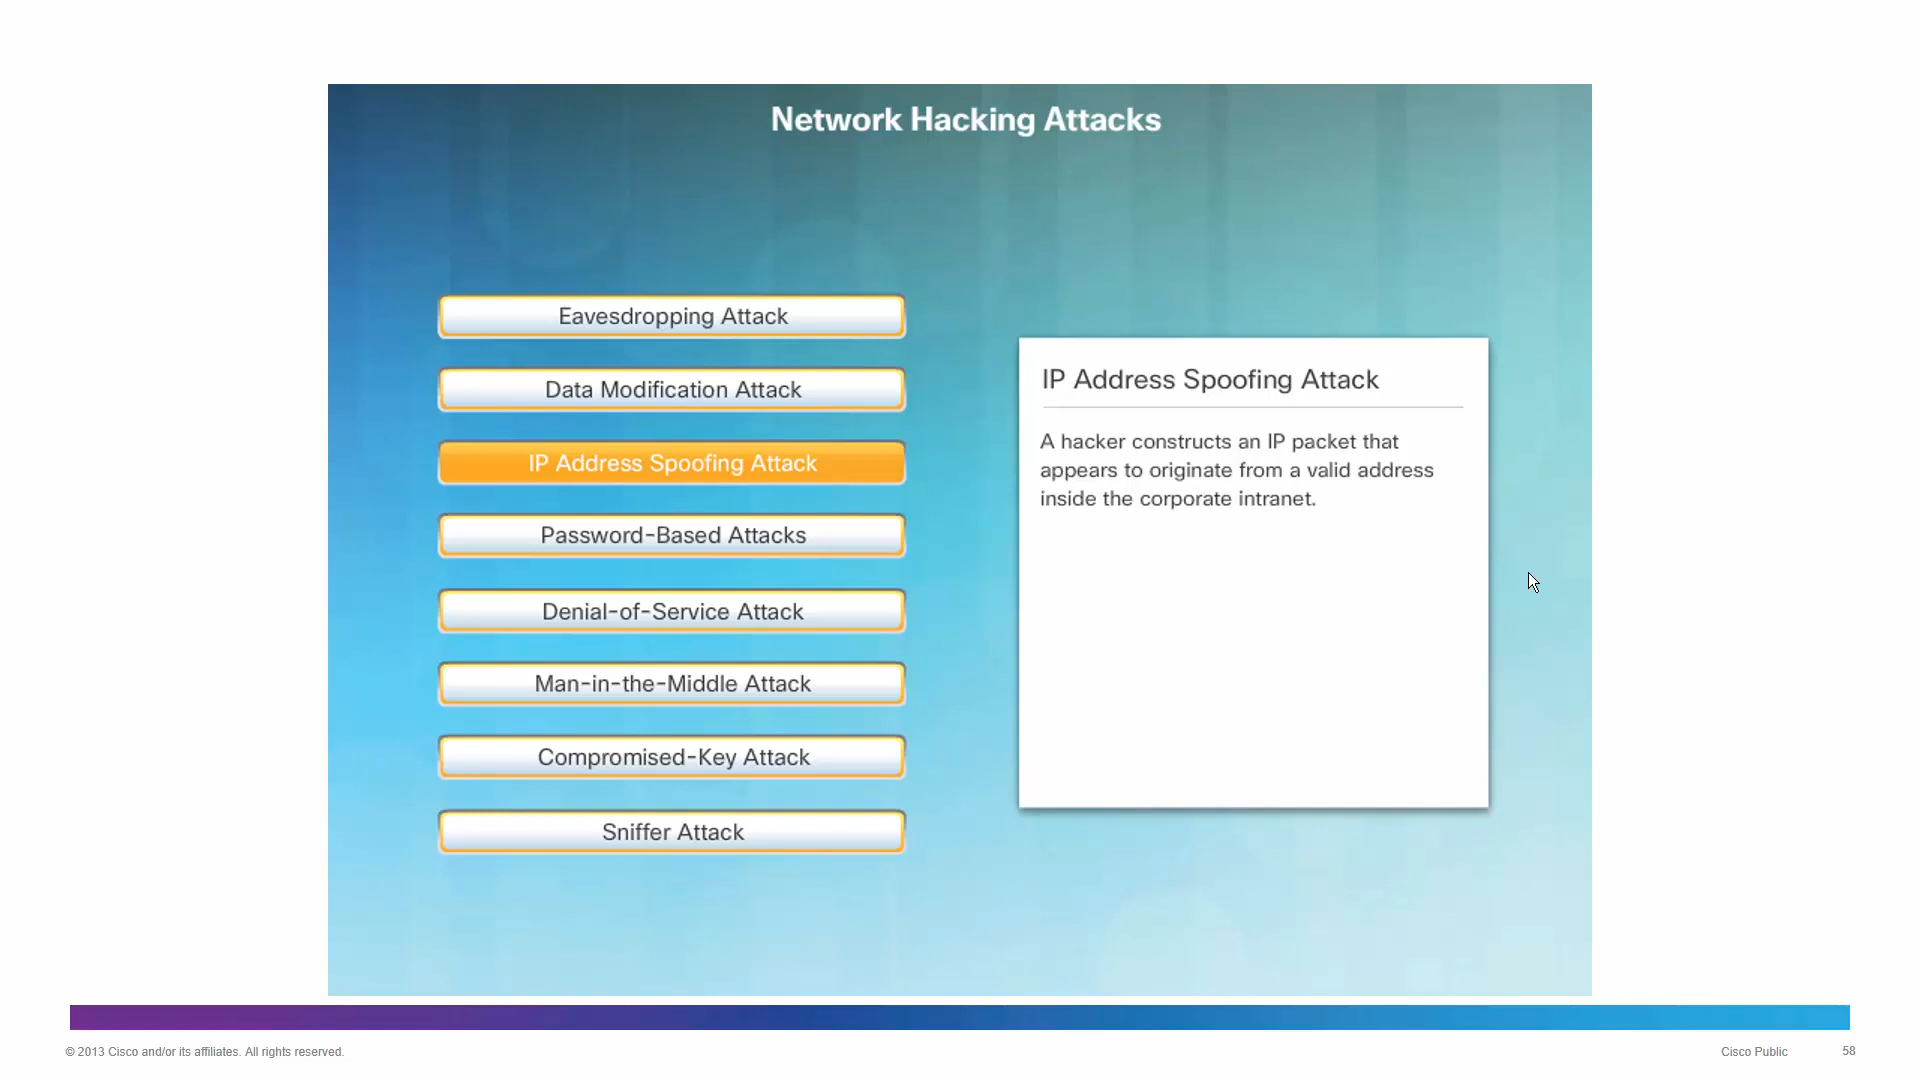 Network Hacking Attacks
Eavesdropping Attack
Data Modification Attack
IP Address Spoofing Attack
Password-Based Attacks
Denial-of-Service Attack
Man-in-the-Middle Attack
Compromised-Key Attack
Sniffer Attack
IP Address Spoofing Attack
A hacker constructs an IP packet that
appears to originate from a valid address
inside the corporate intranet.
© 2013 Cisco and/or its affiliates. All rights reserved.
Cisco Public
58